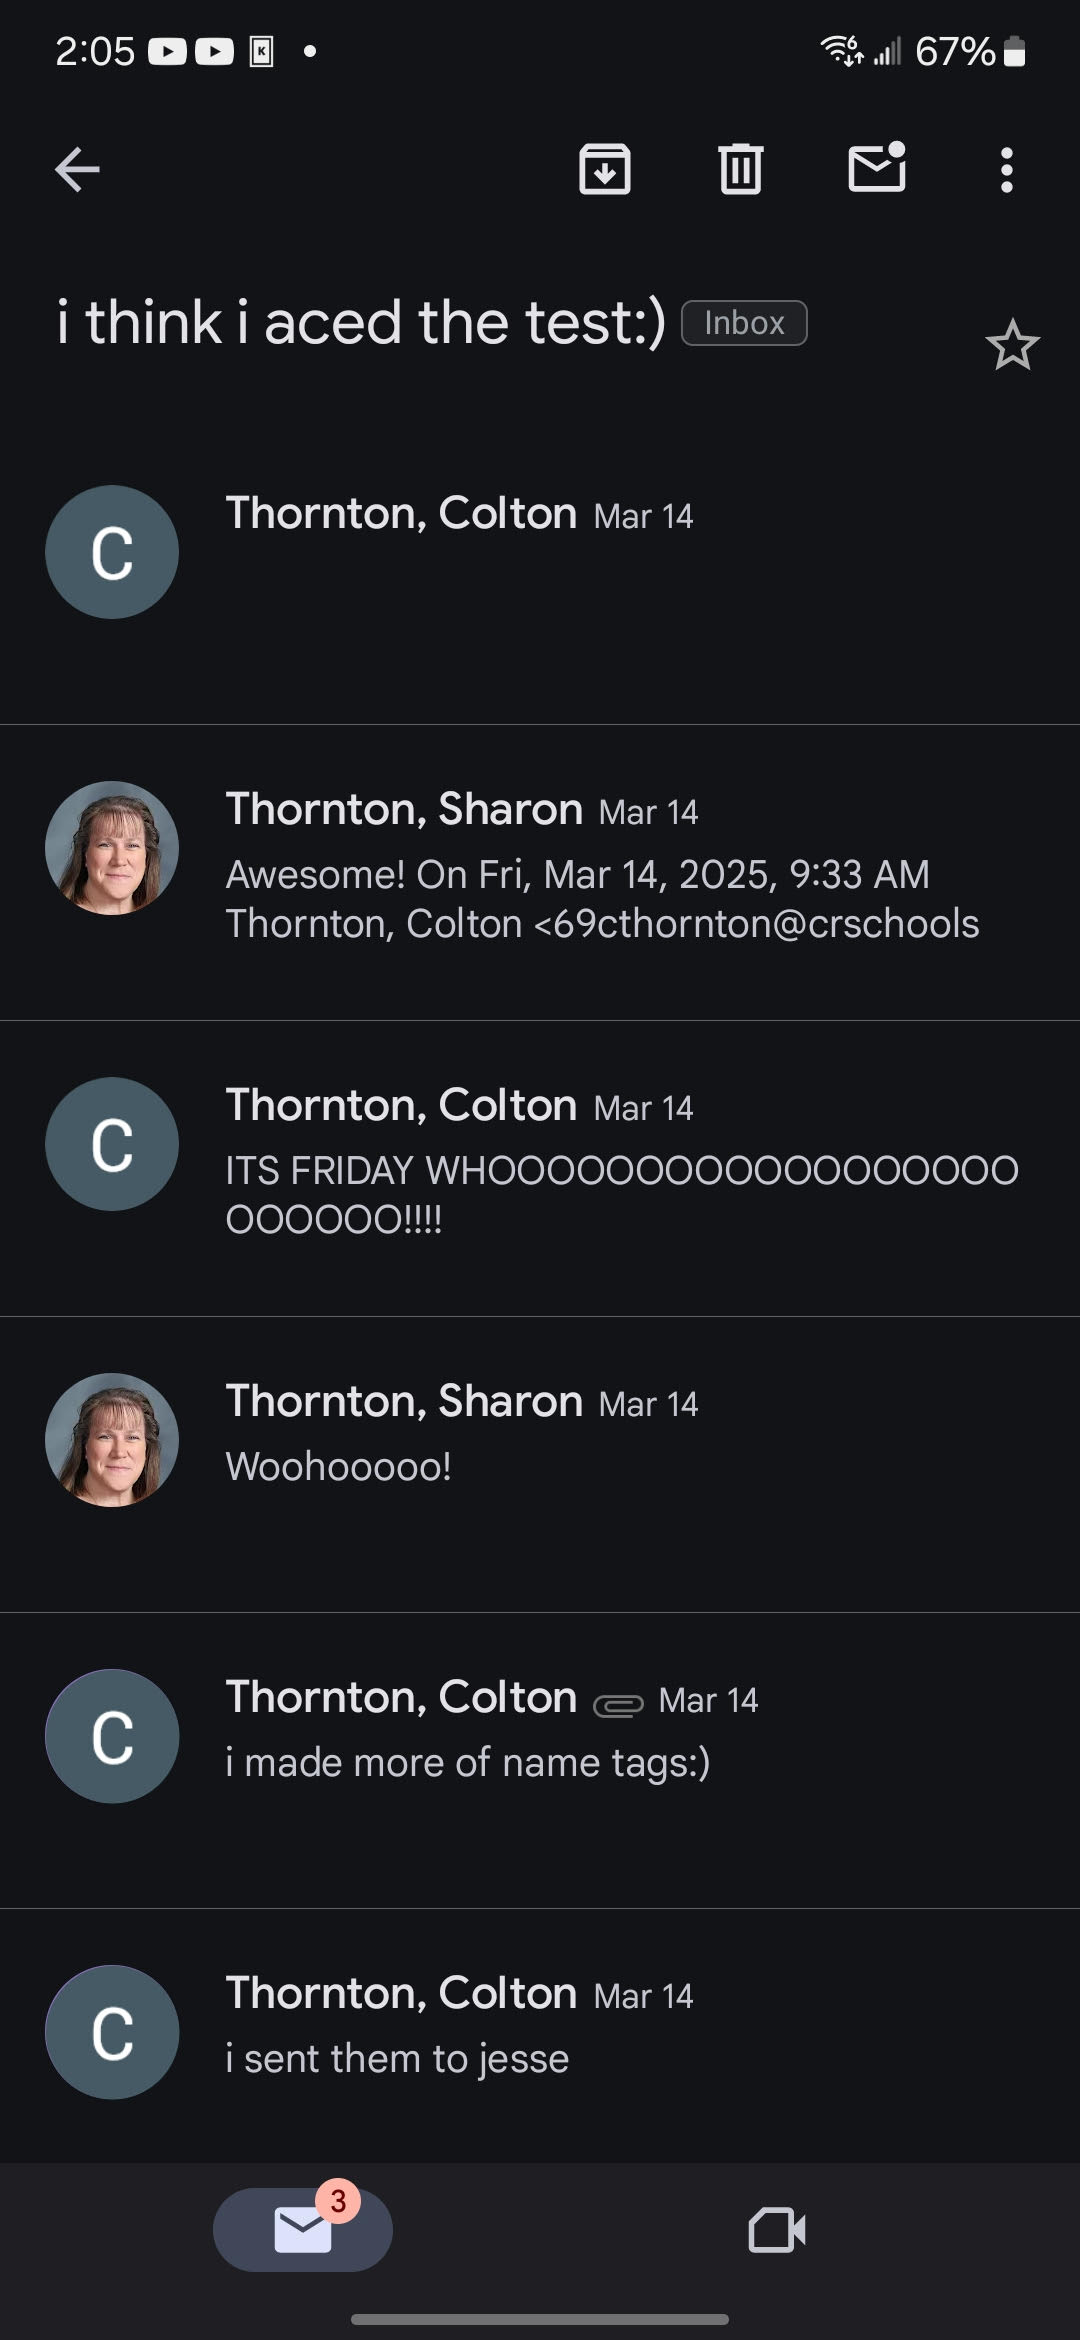 2:05
67%
i think i aced the test:) Inbox
C
Thornton, Colton Mar 14
Thornton, Sharon Mar 14
Awesome! On Fri, Mar 14, 2025, 9:33 AM
Thornton, Colton <69cthornton@crschools
C
Thornton, Colton Mar 14
ITS FRIDAY WHOOOOOOOOOOOOOOOOOO
OOOOOO!!!!
Thornton, Sharon Mar 14
Woohooooo!
C
Thornton, Colton Mar 14
i made more of name tags:)
C
Thornton, Colton Mar 14
i sent them to jesse
3